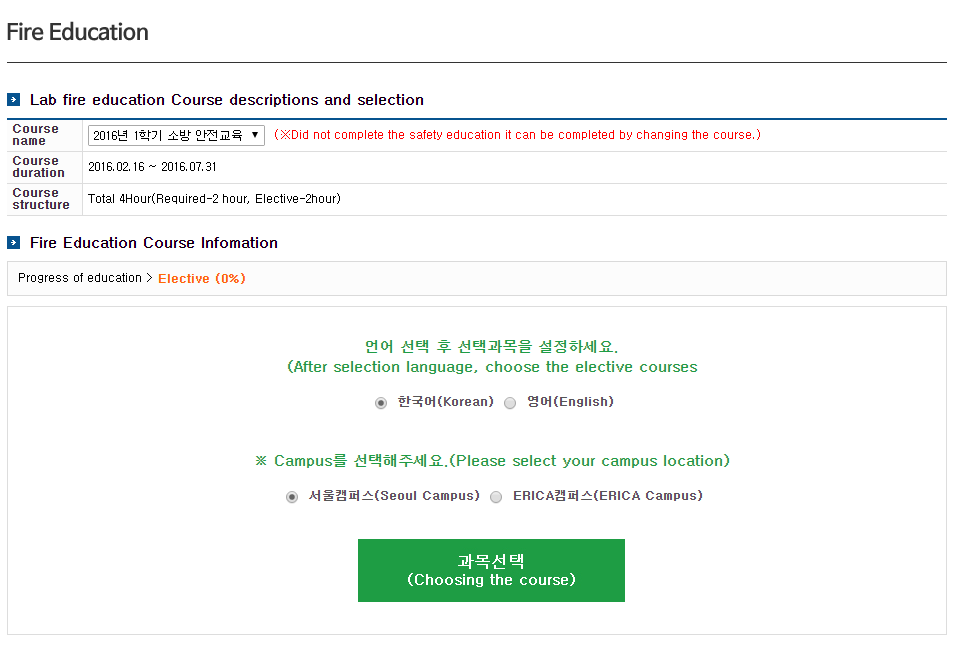 Fire Education
Lab fire education Course descriptions and selection
Course name
2016년 1학기 소방 안전교육 ▼ (※Did not complete the safety education it can be completed by changing the course.)
Course duration
2016.02.16 ~ 2016.07.31
Course structure
Total 4Hour(Required-2 hour, Elective-2hour)
Fire Education Course Infomation
Progress of education > Elective (0%)
언어 선택 후 선택과목을 설정하세요.
(After selection language, choose the elective courses
한국어(Korean) 영어(English)
※ Campus를 선택해주세요.(Please select your campus location)
서울캠퍼스(Seoul Campus) ERICA캠퍼스(ERICA Campus)
과목선택
(Choosing the course)